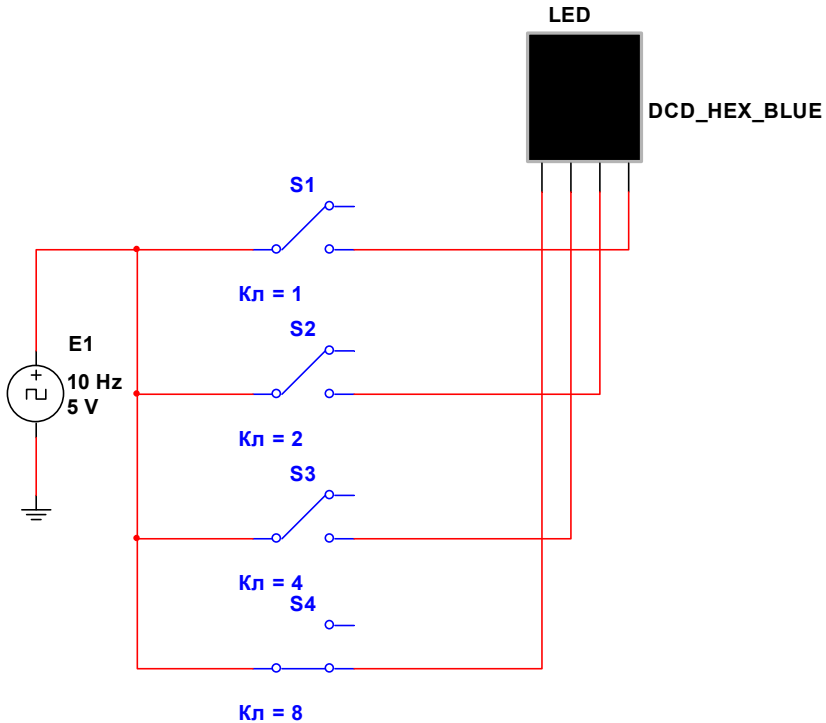 LED
DCD_HEX_BLUE
S1
Кл = 1
S2
E1
10 Hz
5 V
Кл = 2
S3
Кл = 4
S4
Кл = 8